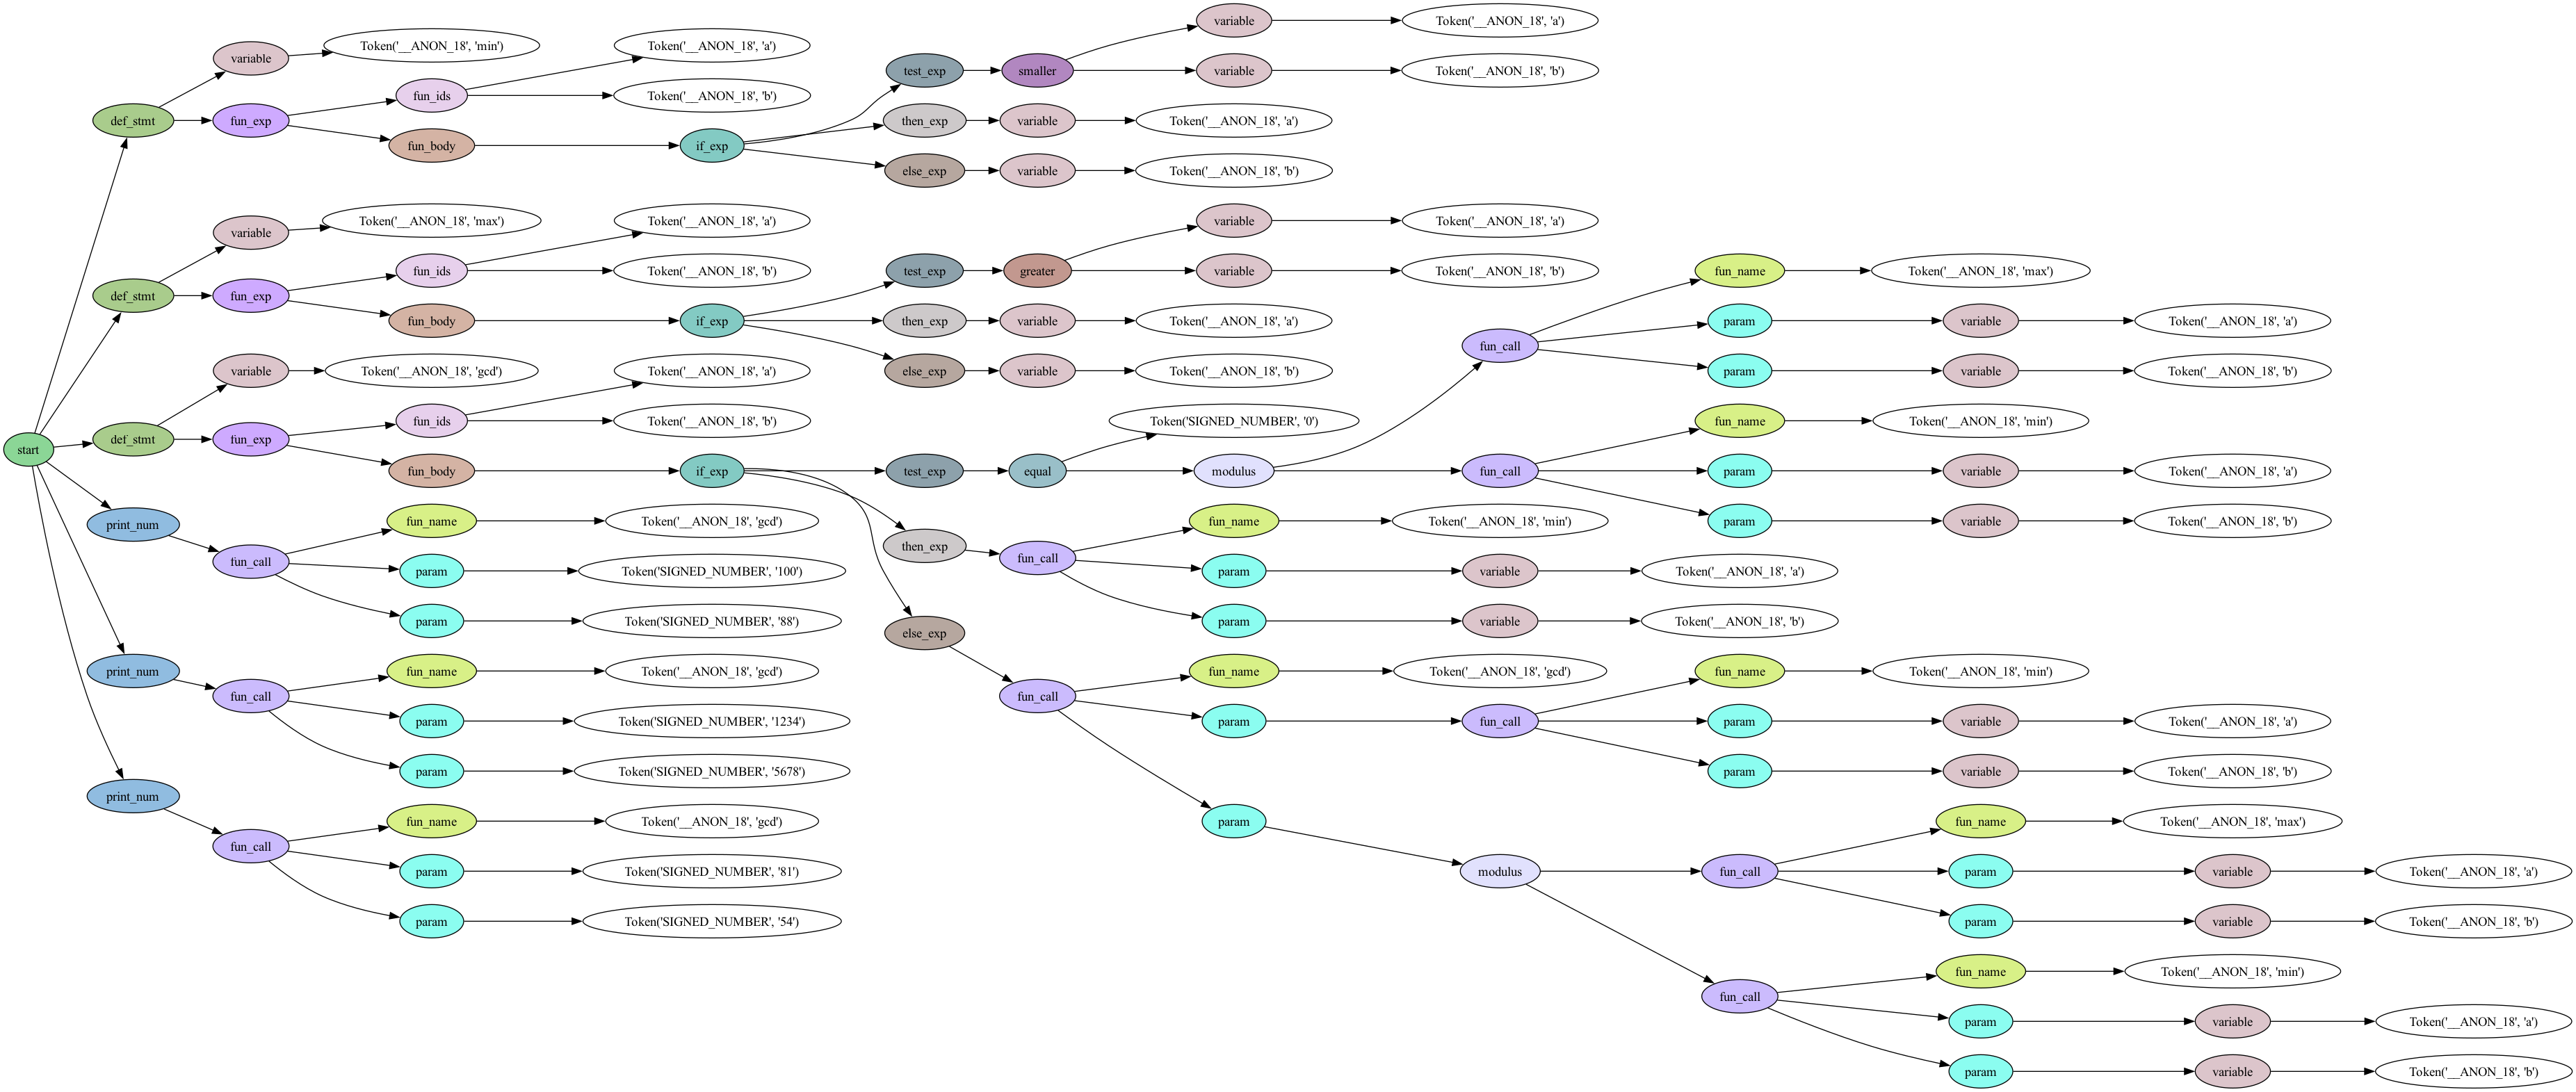 start
def_stmt
variable
Token('__ANON_18', 'min')
fun_exp
fun_ids
Token('__ANON_18', 'a')
Token('__ANON_18', 'b')
fun_body
if_exp
test_exp
smaller
variable
Token('__ANON_18', 'a')
variable
Token('__ANON_18', 'b')
then_exp
variable
Token('__ANON_18', 'a')
else_exp
variable
Token('__ANON_18', 'b')
def_stmt
variable
Token('__ANON_18', 'max')
fun_exp
fun_ids
Token('__ANON_18', 'a')
Token('__ANON_18', 'b')
fun_body
if_exp
test_exp
greater
variable
Token('__ANON_18', 'a')
variable
Token('__ANON_18', 'b')
then_exp
variable
Token('__ANON_18', 'a')
else_exp
variable
Token('__ANON_18', 'b')
def_stmt
variable
Token('__ANON_18', 'gcd')
fun_exp
fun_ids
Token('__ANON_18', 'a')
Token('__ANON_18', 'b')
fun_body
if_exp
test_exp
equal
Token('SIGNED_NUMBER', '0')
modulus
fun_call
fun_name
Token('__ANON_18', 'max')
param
variable
Token('__ANON_18', 'a')
param
variable
Token('__ANON_18', 'b')
fun_call
fun_name
Token('__ANON_18', 'min')
param
variable
Token('__ANON_18', 'a')
param
variable
Token('__ANON_18', 'b')
then_exp
fun_call
fun_name
Token('__ANON_18', 'min')
param
variable
Token('__ANON_18', 'a')
param
variable
Token('__ANON_18', 'b')
else_exp
fun_call
fun_name
Token('__ANON_18', 'gcd')
param
fun_call
fun_name
Token('__ANON_18', 'min')
param
variable
Token('__ANON_18', 'a')
param
variable
Token('__ANON_18', 'b')
param
modulus
fun_call
fun_name
Token('__ANON_18', 'max')
param
variable
Token('__ANON_18', 'a')
param
variable
Token('__ANON_18', 'b')
fun_call
fun_name
Token('__ANON_18', 'min')
param
variable
Token('__ANON_18', 'a')
param
variable
Token('__ANON_18', 'b')
print_num
fun_call
fun_name
Token('__ANON_18', 'gcd')
param
Token('SIGNED_NUMBER', '100')
param
Token('SIGNED_NUMBER', '88')
print_num
fun_call
fun_name
Token('__ANON_18', 'gcd')
param
Token('SIGNED_NUMBER', '1234')
param
Token('SIGNED_NUMBER', '5678')
print_num
fun_call
fun_name
Token('__ANON_18', 'gcd')
param
Token('SIGNED_NUMBER', '81')
param
Token('SIGNED_NUMBER', '54')